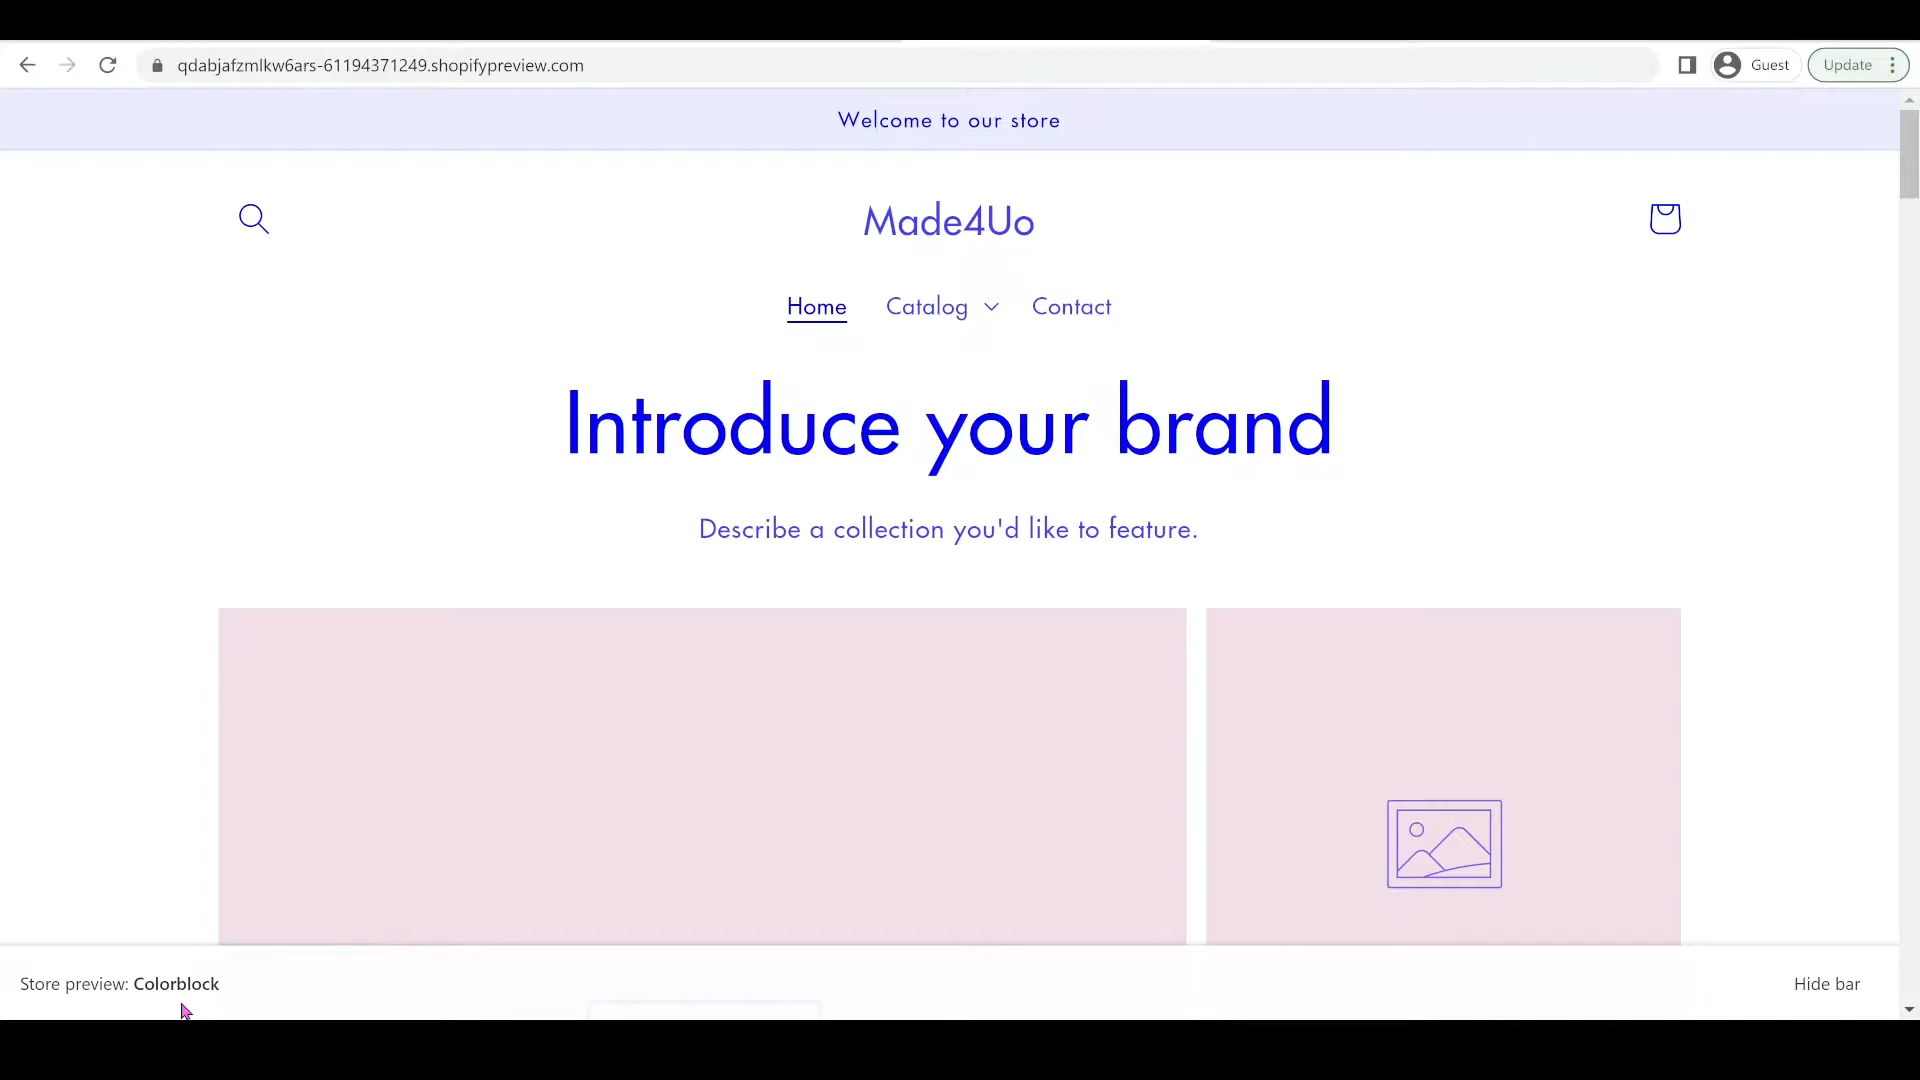 qdabjafzmlkw6ars-61194371249.shopifypreview.com
Guest
Update
Welcome to our store
Made4Uo
Home
Catalog
Contact
Introduce your brand
Describe a collection you'd like to feature.
Store preview: Colorblock
Hide bar